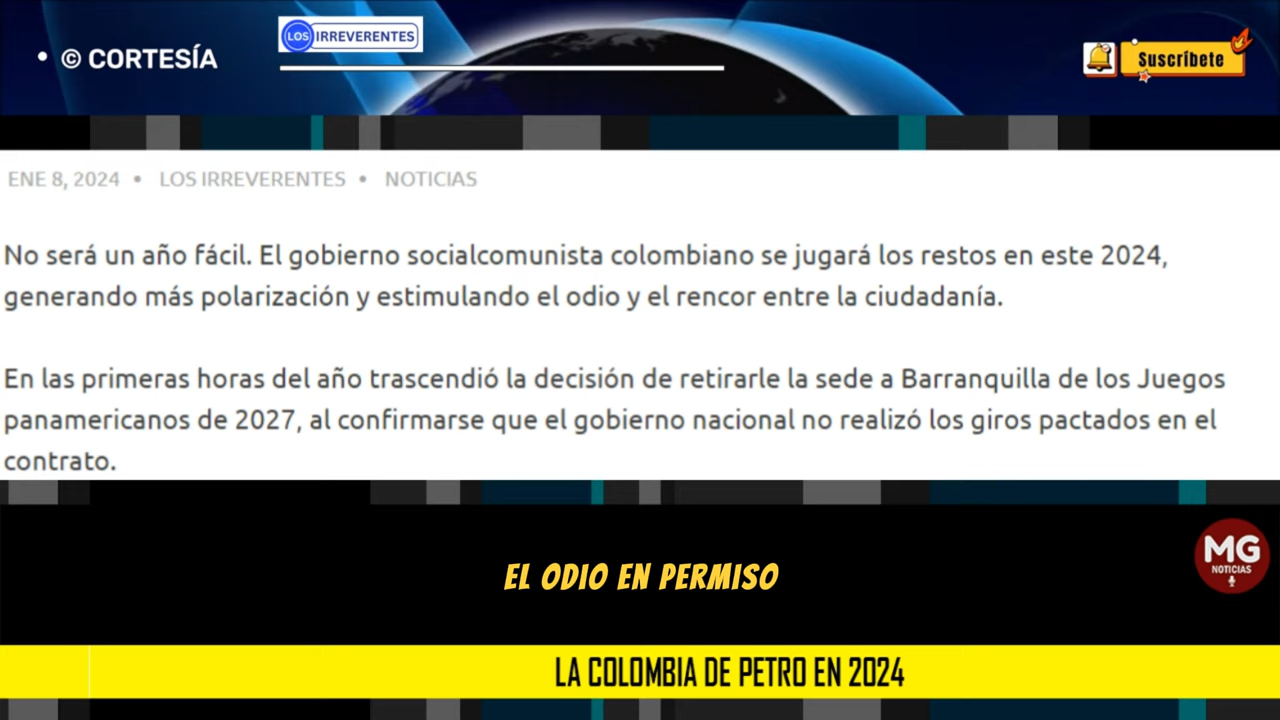 • © CORTESÍA
LOS IRREVERENTES
Suscríbete
ENE 8, 2024 • LOS IRREVERENTES • NOTICIAS
No será un año fácil. El gobierno socialcomunista colombiano se jugará los restos en este 2024,
generando más polarización y estimulando el odio y el rencor entre la ciudadanía.
En las primeras horas del año trascendió la decisión de retirarle la sede a Barranquilla de los Juegos
panamericanos de 2027, al confirmarse que el gobierno nacional no realizó los giros pactados en el
contrato.
MG
NOTICIAS
EL ODIO EN PERMISO
LA COLOMBIA DE PETRO EN 2024